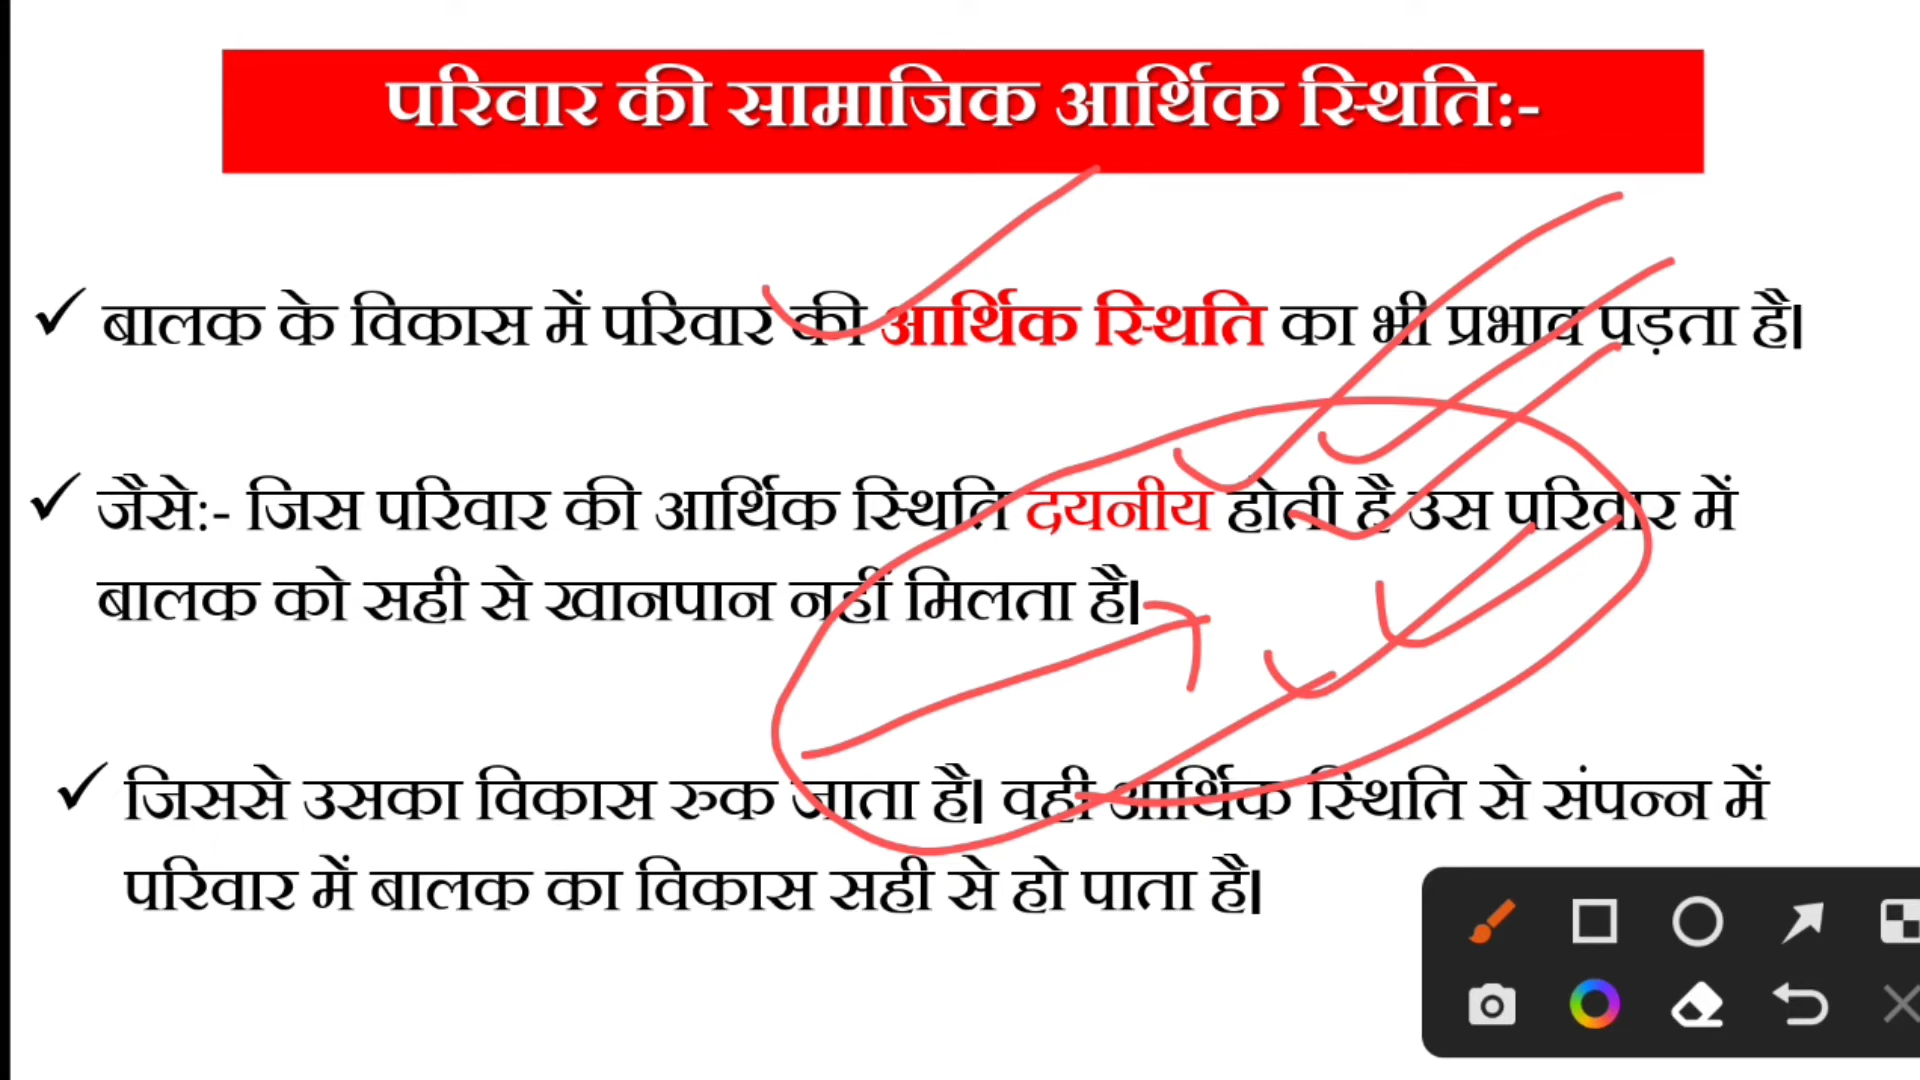 परिवार की सामाजिक आर्थिक स्थिति:-
बालक के विकास में परिवार की आर्थिक स्थिति का भी प्रभाव पड़ता है।
जैसे:- जिस परिवार की आर्थिक स्थिति दयनीय होती है उस परिवार में
बालक को सही से खानपान नहीं मिलता है।
जिससे उसका विकास रुक जाता है। वही आर्थिक स्थिति से संपन्न में
परिवार में बालक का विकास सही से हो पाता है।